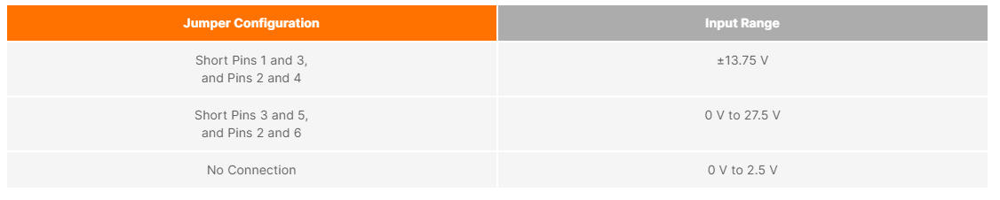 Jumper Configuration
Input Range
Short Pins 1 and 3,
and Pins 2 and 4
±13.75 V
Short Pins 3 and 5,
and Pins 2 and 6
0 V to 27.5 V
No Connection
0 V to 2.5 V